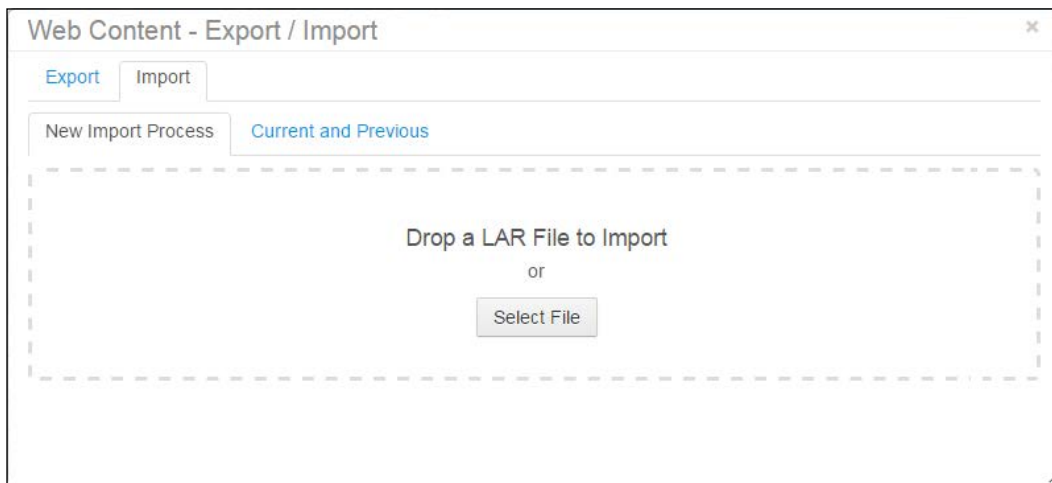 Web Content - Export / Import
Export Import
New Import Process Current and Previous
Drop a LAR File to Import
or
Select File